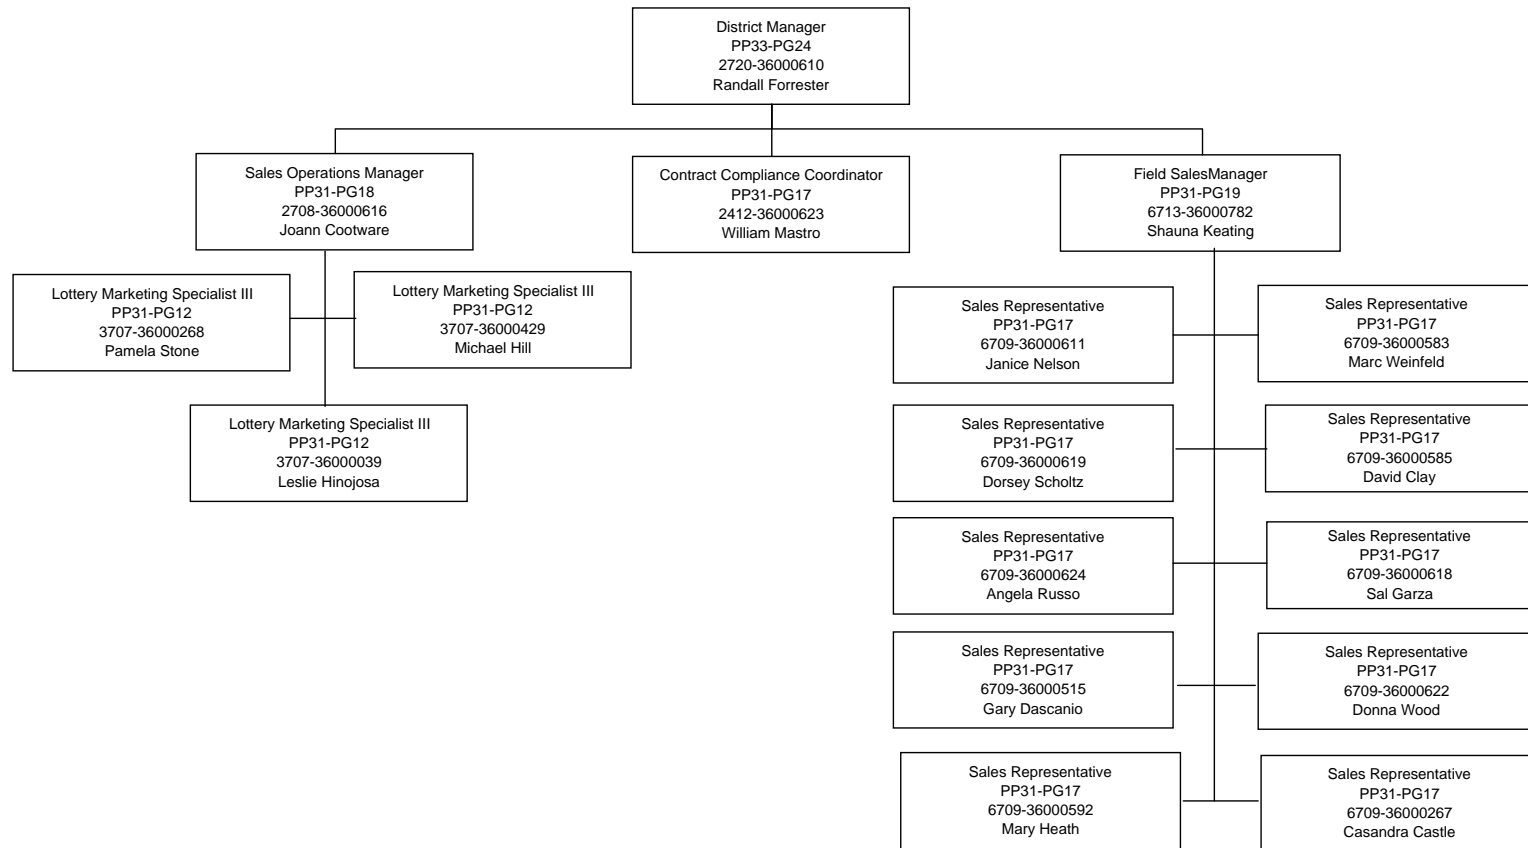 District Manager
PP33-PG24
2720-36000610
Randall Forrester
Sales Operations Manager
PP31-PG18
2708-36000616
Joann Cootware
Contract Compliance Coordinator
PP31-PG17
2412-36000623
William Mastro
Field SalesManager
PP31-PG19
6713-36000782
Shauna Keating
Lottery Marketing Specialist III
PP31-PG12
3707-36000268
Pamela Stone
Lottery Marketing Specialist III
PP31-PG12
3707-36000429
Michael Hill
Lottery Marketing Specialist III
PP31-PG12
3707-36000039
Leslie Hinojosa
Sales Representative
PP31-PG17
6709-36000611
Janice Nelson
Sales Representative
PP31-PG17
6709-36000583
Marc Weinfeld
Sales Representative
PP31-PG17
6709-36000619
Dorsey Scholtz
Sales Representative
PP31-PG17
6709-36000585
David Clay
Sales Representative
PP31-PG17
6709-36000624
Angela Russo
Sales Representative
PP31-PG17
6709-36000618
Sal Garza
Sales Representative
PP31-PG17
6709-36000515
Gary Dascanio
Sales Representative
PP31-PG17
6709-36000622
Donna Wood
Sales Representative
PP31-PG17
6709-36000592
Mary Heath
Sales Representative
PP31-PG17
6709-36000267
Casandra Castle